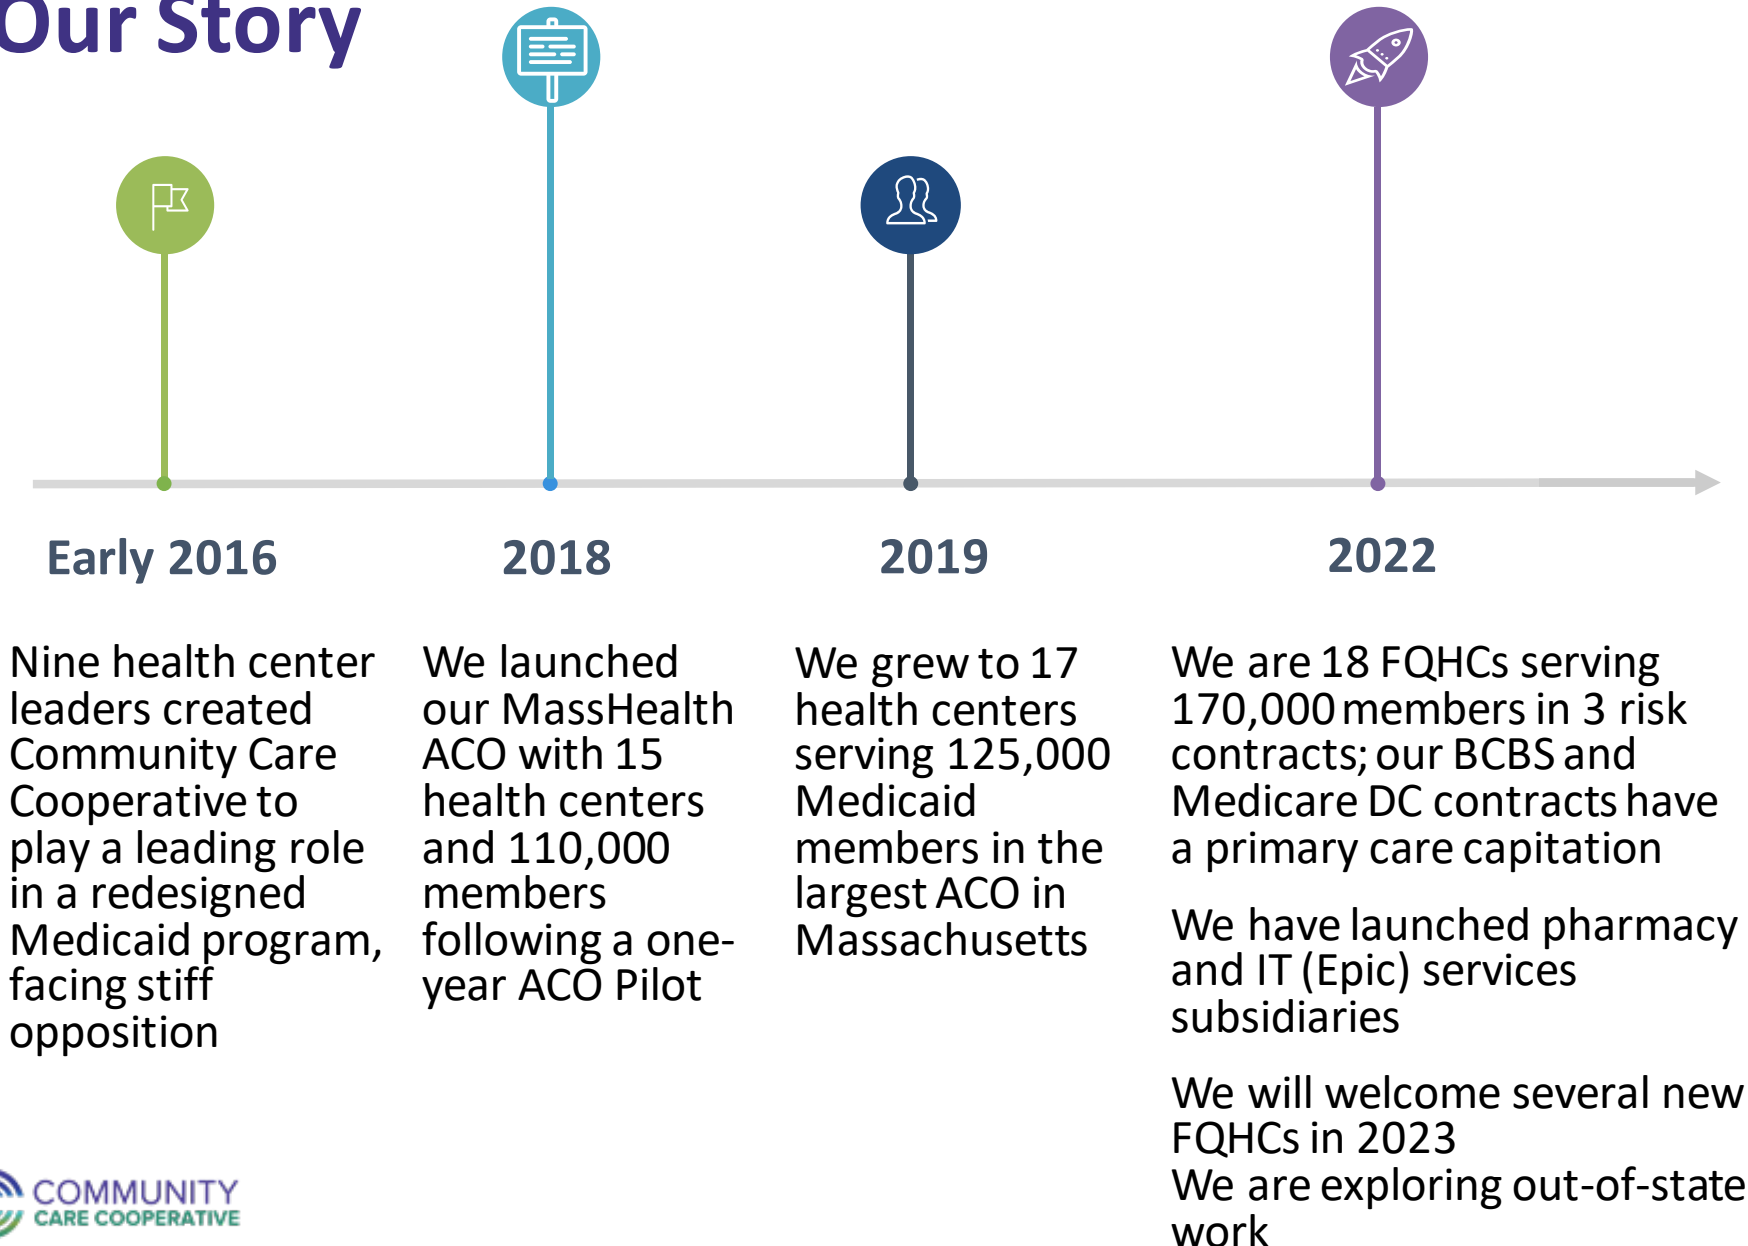 Our Story
Early 2016
Nine health center
leaders created
Community Care
Cooperative to
play a leading role
in a redesigned
Medicaid program,
facing stiff
opposition
2018
We launched
our MassHealth
ACO with 15
health centers
and 110,000
members
following a one-
year ACO Pilot
2019
We grew to 17
health centers
serving 125,000
Medicaid
members in the
largest ACO in
Massachusetts
2022
We are 18 FQHCs serving
170,000 members in 3 risk
contracts; our BCBS and
Medicare DC contracts have
a primary care capitation
We have launched pharmacy
and IT (Epic) services
subsidiaries
We will welcome several new
FQHCs in 2023
We are exploring out-of-state
work
COMMUNITY
CARE COOPERATIVE